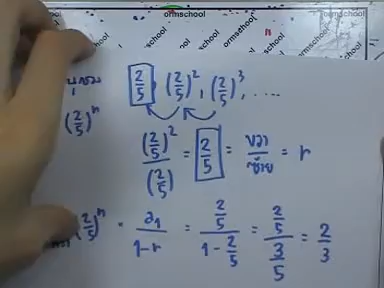 ormschool
ormschool ormschool ormschool ormschool
ormschool ormschool
2/5, (2/5)², (2/5)³, ....
(2/5)ⁿ
(2/5)²/(2/5) = 2/5 = ขวา/ซ้าย = r
(2/5)ⁿ = a₁/1-r = 2/5/1-2/5 = 2/5/3/5 = 2/3